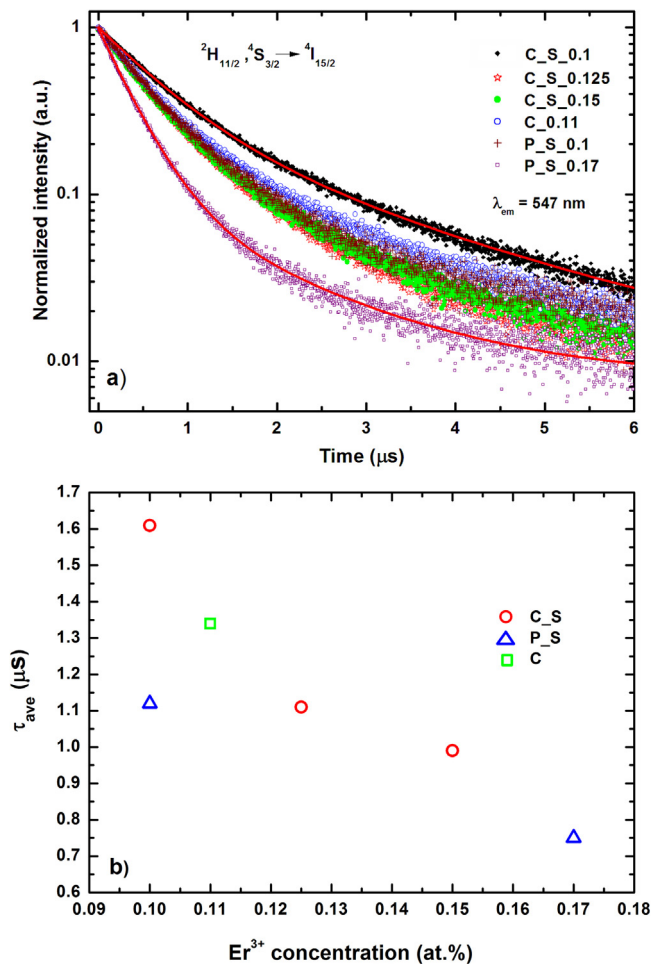 1
0.1
0.01
Normalized intensity (a.u.)
²H₁₁/₂ , ⁴S₃/₂ → ⁴I₁₅/₂
C_S_0.1
C_S_0.125
C_S_0.15
C_0.11
P_S_0.1
P_S_0.17
λem = 547 nm
a)
0 1 2 3 4 5 6
Time (μs)
1.7
1.6
1.5
1.4
1.3
1.2
1.1
1.0
0.9
0.8
0.7
0.6
τave (μs)
C_S
P_S
C
b)
0.09 0.10 0.11 0.12 0.13 0.14 0.15 0.16 0.17 0.18
Er³⁺ concentration (at.%)